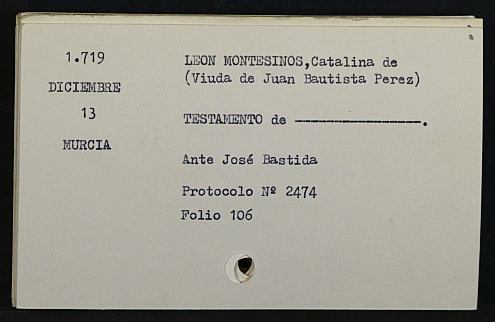 1.719
DICIEMBRE
13
MURCIA
LEON MONTESINOS,Catalina de
(Viuda de Juan Bautista Perez)
TESTAMENTO de ----------------.
Ante José Bastida
Protocolo Nº 2474
Folio 106